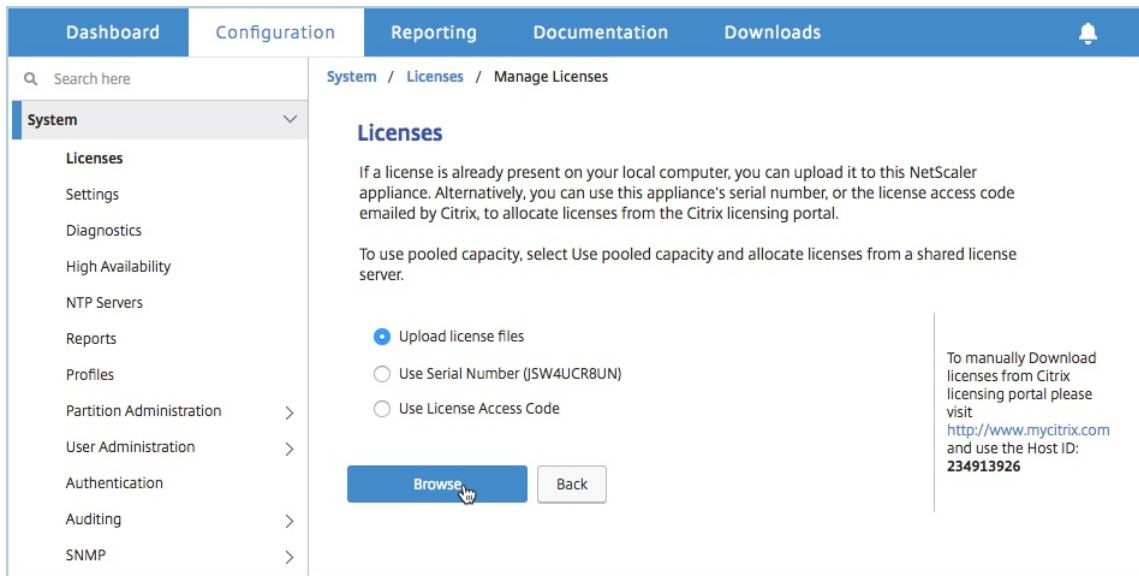 Dashboard Configuration Reporting Documentation Downloads
Search here
System
Licenses
Settings
Diagnostics
High Availability
NTP Servers
Reports
Profiles
Partition Administration
User Administration
Authentication
Auditing
SNMP
System / Licenses / Manage Licenses
Licenses
If a license is already present on your local computer, you can upload it to this NetScaler
appliance. Alternatively, you can use this appliance's serial number, or the license access code
emailed by Citrix, to allocate licenses from the Citrix licensing portal.
To use pooled capacity, select Use pooled capacity and allocate licenses from a shared license
server.
Upload license files
Use Serial Number (JSW4UCR8UN)
Use License Access Code
Browse Back
To manually Download
licenses from Citrix
licensing portal please
visit
http://www.mycitrix.com
and use the Host ID:
234913926